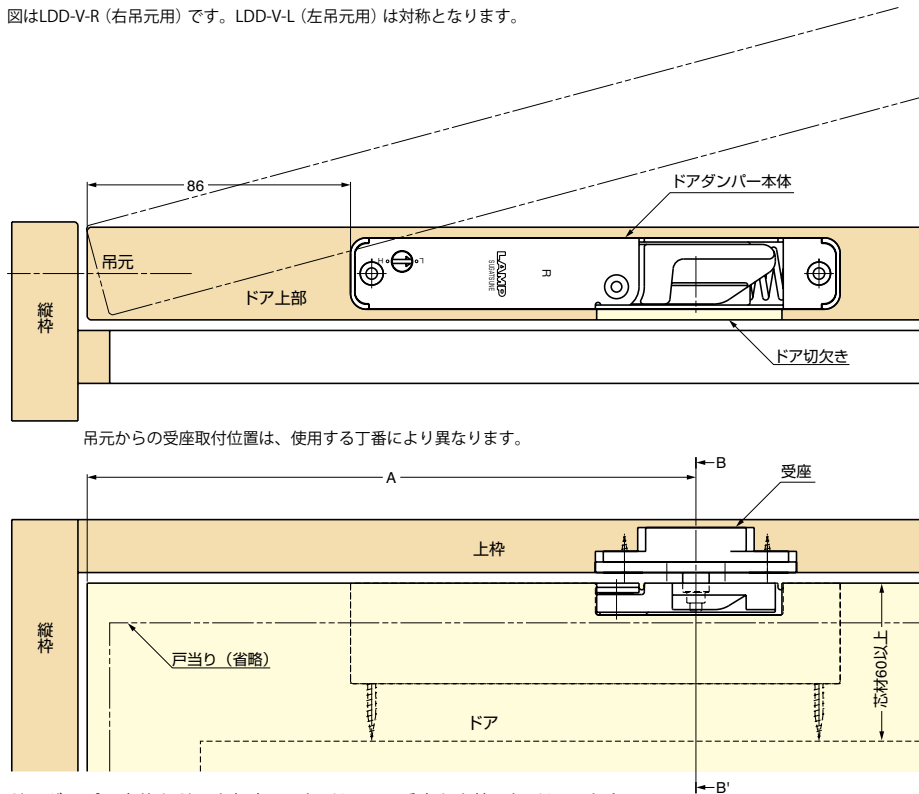 図はLDD-V-R（右吊元用）です。LDD-V-L（左吊元用）は対称となります。
86
ドアダンパー本体
吊元
H
L
LAMP
SUGATSUNE
R
ドア上部
縦枠
ドア切欠き
吊元からの受座取付位置は、使用する丁番により異なります。
B
A
受座
上枠
縦枠
戸当り（省略）
芯材60以上
ドア
B'